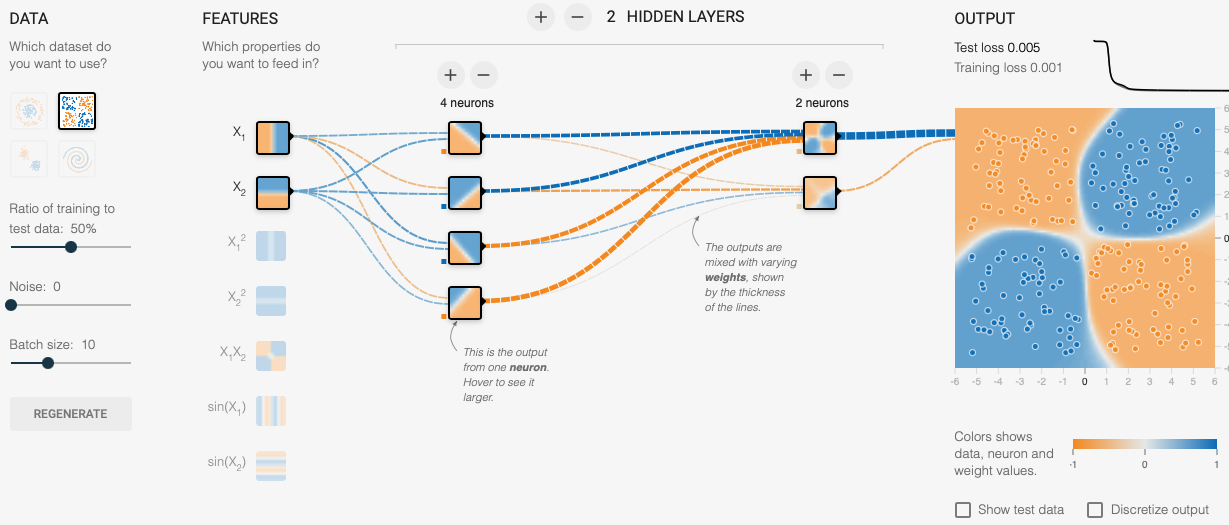 DATA
Which dataset do
you want to use?
Ratio of training to
test data: 50%
Noise: 0
Batch size: 10
REGENERATE
FEATURES
Which properties do
you want to feed in?
X1
X2
X1²
X2²
X1X2
sin(X1)
sin(X2)
+ − 2 HIDDEN LAYERS
+ −
4 neurons
This is the output
from one neuron.
Hover to see it
larger.
+ −
2 neurons
The outputs are
mixed with varying
weights, shown
by the thickness
of the lines.
OUTPUT
Test loss 0.005
Training loss 0.001
6
5
4
3
2
1
0
-1
-2
-3
-4
-5
-6 -5 -4 -3 -2 -1 0 1 2 3 4 5 6
Colors shows
data, neuron and
weight values.
-1 0 1
Show test data
Discretize output